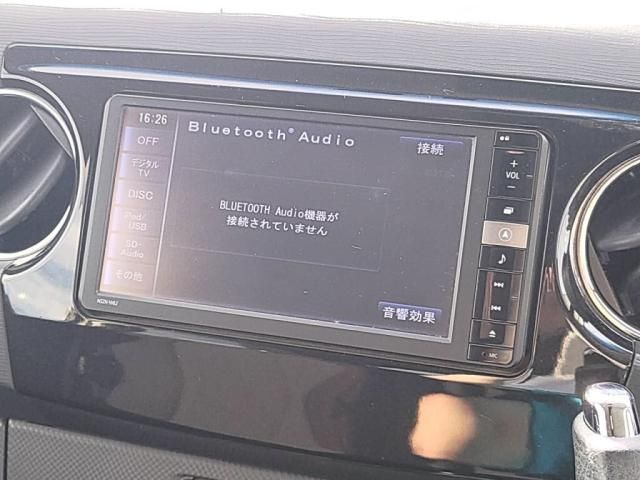 16:26
Bluetooth® Audio
接続
OFF
デジタル
TV
DISC
iPod/
USB
SD-
Audio
その他
BLUETOOTH Audio機器が
接続されていません
音響効果
+
VOL
−
MIC